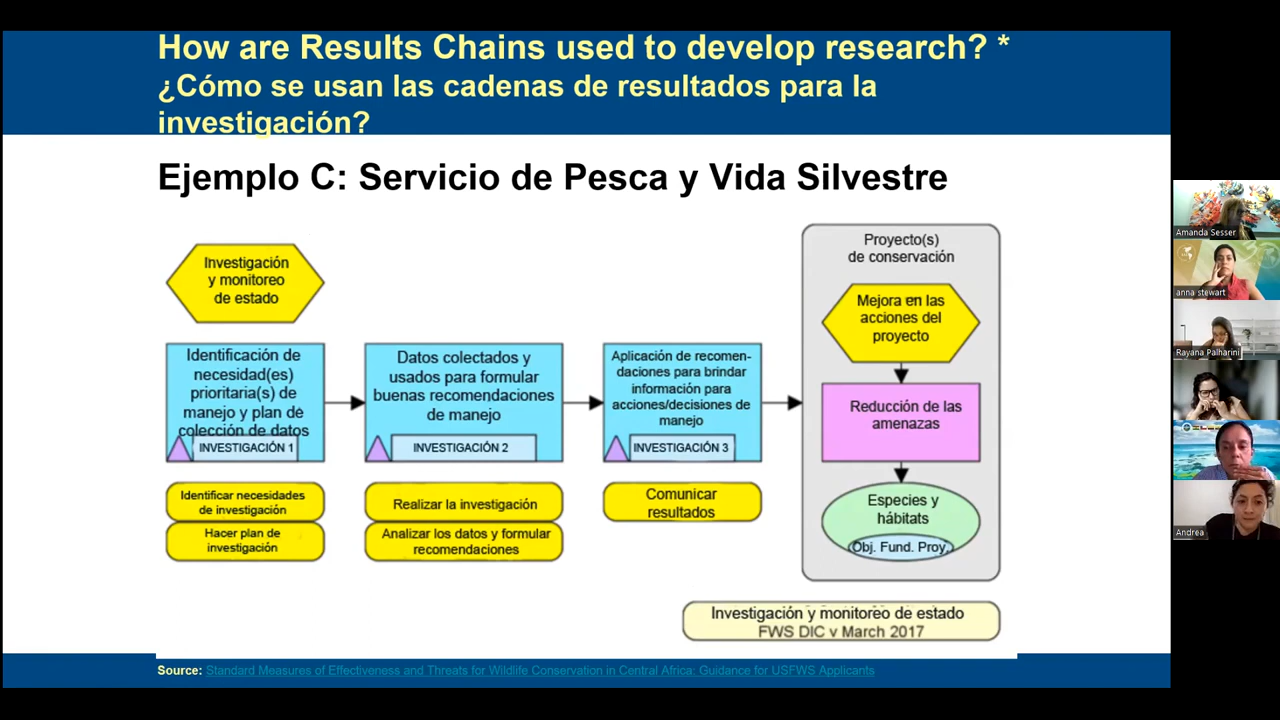 How are Results Chains used to develop research? *
¿Cómo se usan las cadenas de resultados para la
investigación?
Ejemplo C: Servicio de Pesca y Vida Silvestre
Investigación
y monitoreo
de estado
Identificación de
necesidad(es)
prioritaria(s) de
manejo y plan de
colección de datos
INVESTIGACIÓN 1
Identificar necesidades
de investigación
Hacer plan de
investigación
Datos colectados y
usados para formular
buenas recomendaciones
de manejo
INVESTIGACIÓN 2
Realizar la investigación
Analizar los datos y formular
recomendaciones
Aplicación de recomen-
daciones para brindar
información para
acciones/decisiones de
manejo
INVESTIGACIÓN 3
Comunicar
resultados
Proyecto(s)
de conservación
Mejora en las
acciones del
proyecto
Reducción de las
amenazas
Especies y
hábitats
Obj. Fund. Proy.
Investigación y monitoreo de estado
FWS DIC v March 2017
Source: Standard Measures of Effectiveness and Threats for Wildlife Conservation in Central Africa: Guidance for USFWS Applicants
Amanda Sesser
anna stewart
Rayana Palharini
Andrea